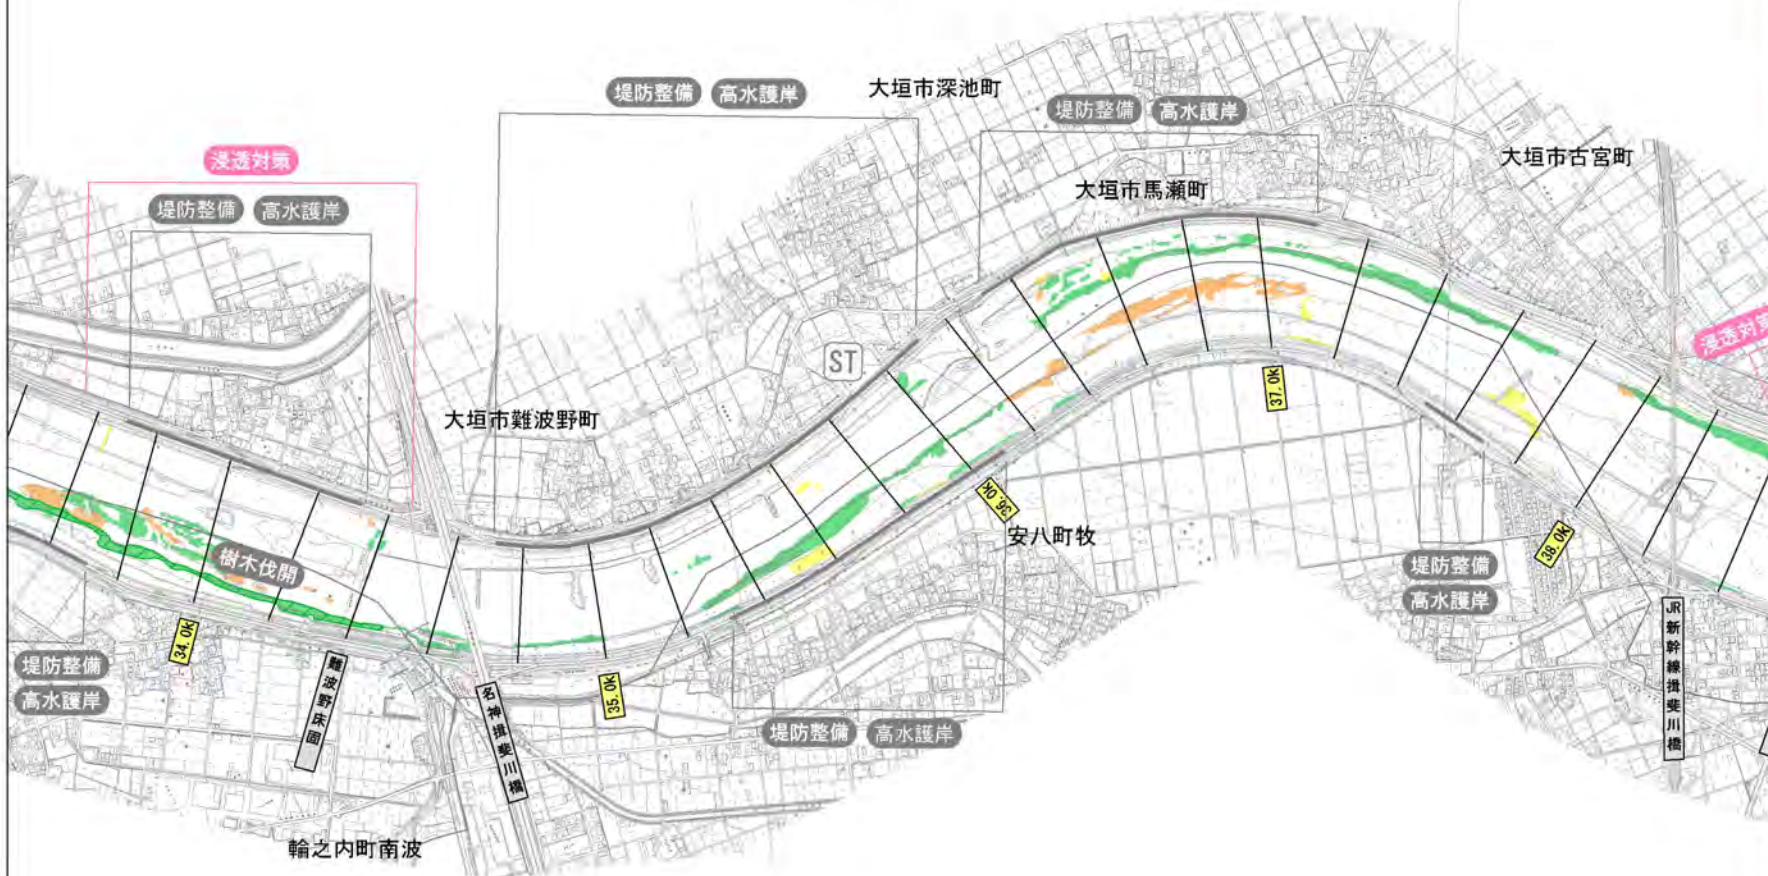 堤防整備 高水護岸
大垣市深池町
堤防整備 高水護岸
大垣市古宮町
浸透対策
大垣市馬瀬町
堤防整備 高水護岸
浸透対策
ST
37.0K
大垣市難波野町
36.0K
安八町牧
38.0K
樹木伐開
堤防整備
高水護岸
34.0K
堤防整備
高水護岸
難波野床固
35.0K
名神揖斐川橋
JR新幹線揖斐川橋
堤防整備 高水護岸
輪之内町南波